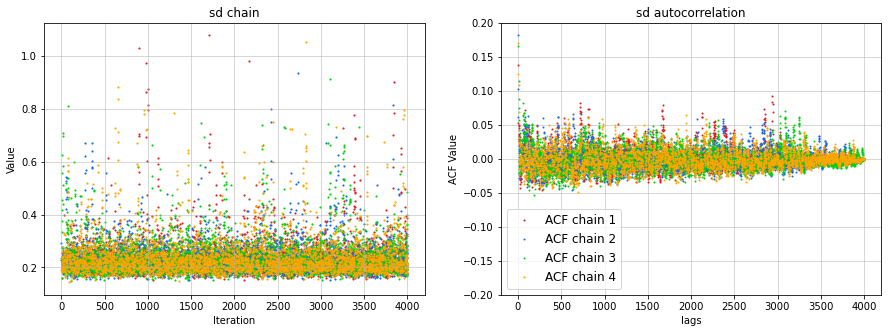 sd chain
Value
1.0
0.8
0.6
0.4
0.2
0 500 1000 1500 2000 2500 3000 3500 4000
Iteration
sd autocorrelation
ACF Value
0.20
0.15
0.10
0.05
0.00
−0.05
−0.10
−0.15
−0.20
ACF chain 1
ACF chain 2
ACF chain 3
ACF chain 4
0 500 1000 1500 2000 2500 3000 3500 4000
lags